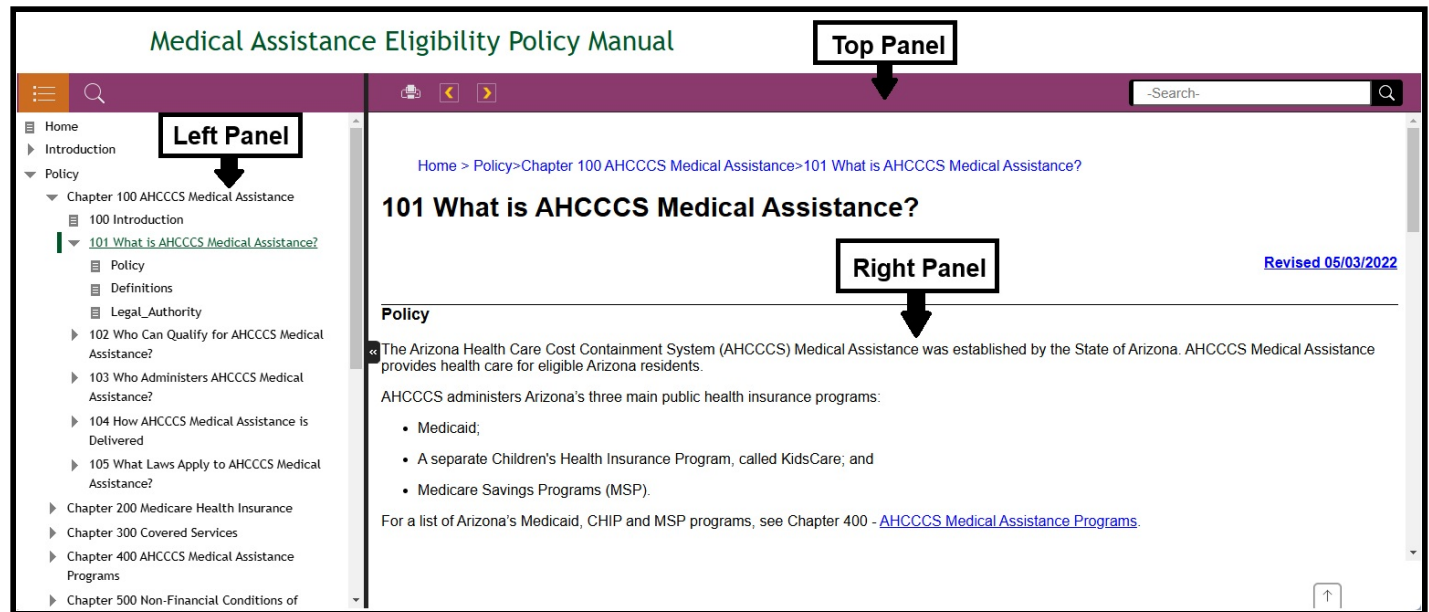 Medical Assistance Eligibility Policy Manual
Top Panel
-Search-
Home
Introduction
Left Panel
Policy
Chapter 100 AHCCCS Medical Assistance
100 Introduction
101 What is AHCCCS Medical Assistance?
Policy
Definitions
Legal_Authority
102 Who Can Qualify for AHCCCS Medical
Assistance?
103 Who Administers AHCCCS Medical
Assistance?
104 How AHCCCS Medical Assistance is
Delivered
105 What Laws Apply to AHCCCS Medical
Assistance?
Chapter 200 Medicare Health Insurance
Chapter 300 Covered Services
Chapter 400 AHCCCS Medical Assistance
Programs
Chapter 500 Non-Financial Conditions of
Home > Policy>Chapter 100 AHCCCS Medical Assistance>101 What is AHCCCS Medical Assistance?
101 What is AHCCCS Medical Assistance?
Right Panel
Revised 05/03/2022
Policy
The Arizona Health Care Cost Containment System (AHCCCS) Medical Assistance was established by the State of Arizona. AHCCCS Medical Assistance
provides health care for eligible Arizona residents.
AHCCCS administers Arizona's three main public health insurance programs:
• Medicaid;
• A separate Children's Health Insurance Program, called KidsCare; and
• Medicare Savings Programs (MSP).
For a list of Arizona's Medicaid, CHIP and MSP programs, see Chapter 400 - AHCCCS Medical Assistance Programs.